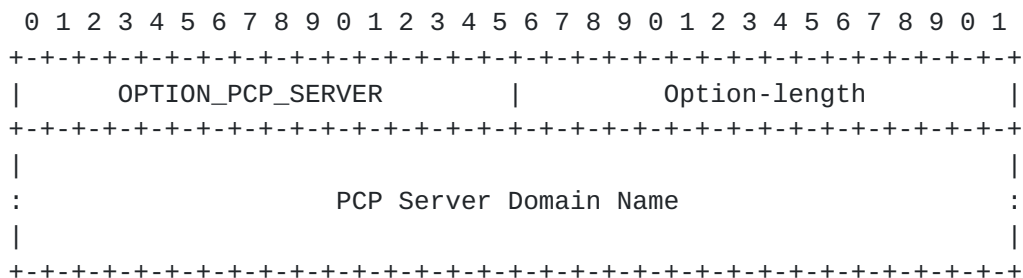 0 1 2 3 4 5 6 7 8 9 0 1 2 3 4 5 6 7 8 9 0 1 2 3 4 5 6 7 8 9 0 1
+-+-+-+-+-+-+-+-+-+-+-+-+-+-+-+-+-+-+-+-+-+-+-+-+-+-+-+-+-+-+-+-+
|      OPTION_PCP_SERVER        |         Option-length         |
+-+-+-+-+-+-+-+-+-+-+-+-+-+-+-+-+-+-+-+-+-+-+-+-+-+-+-+-+-+-+-+-+
|                                                               |
:                    PCP Server Domain Name                     :
|                                                               |
+-+-+-+-+-+-+-+-+-+-+-+-+-+-+-+-+-+-+-+-+-+-+-+-+-+-+-+-+-+-+-+-+